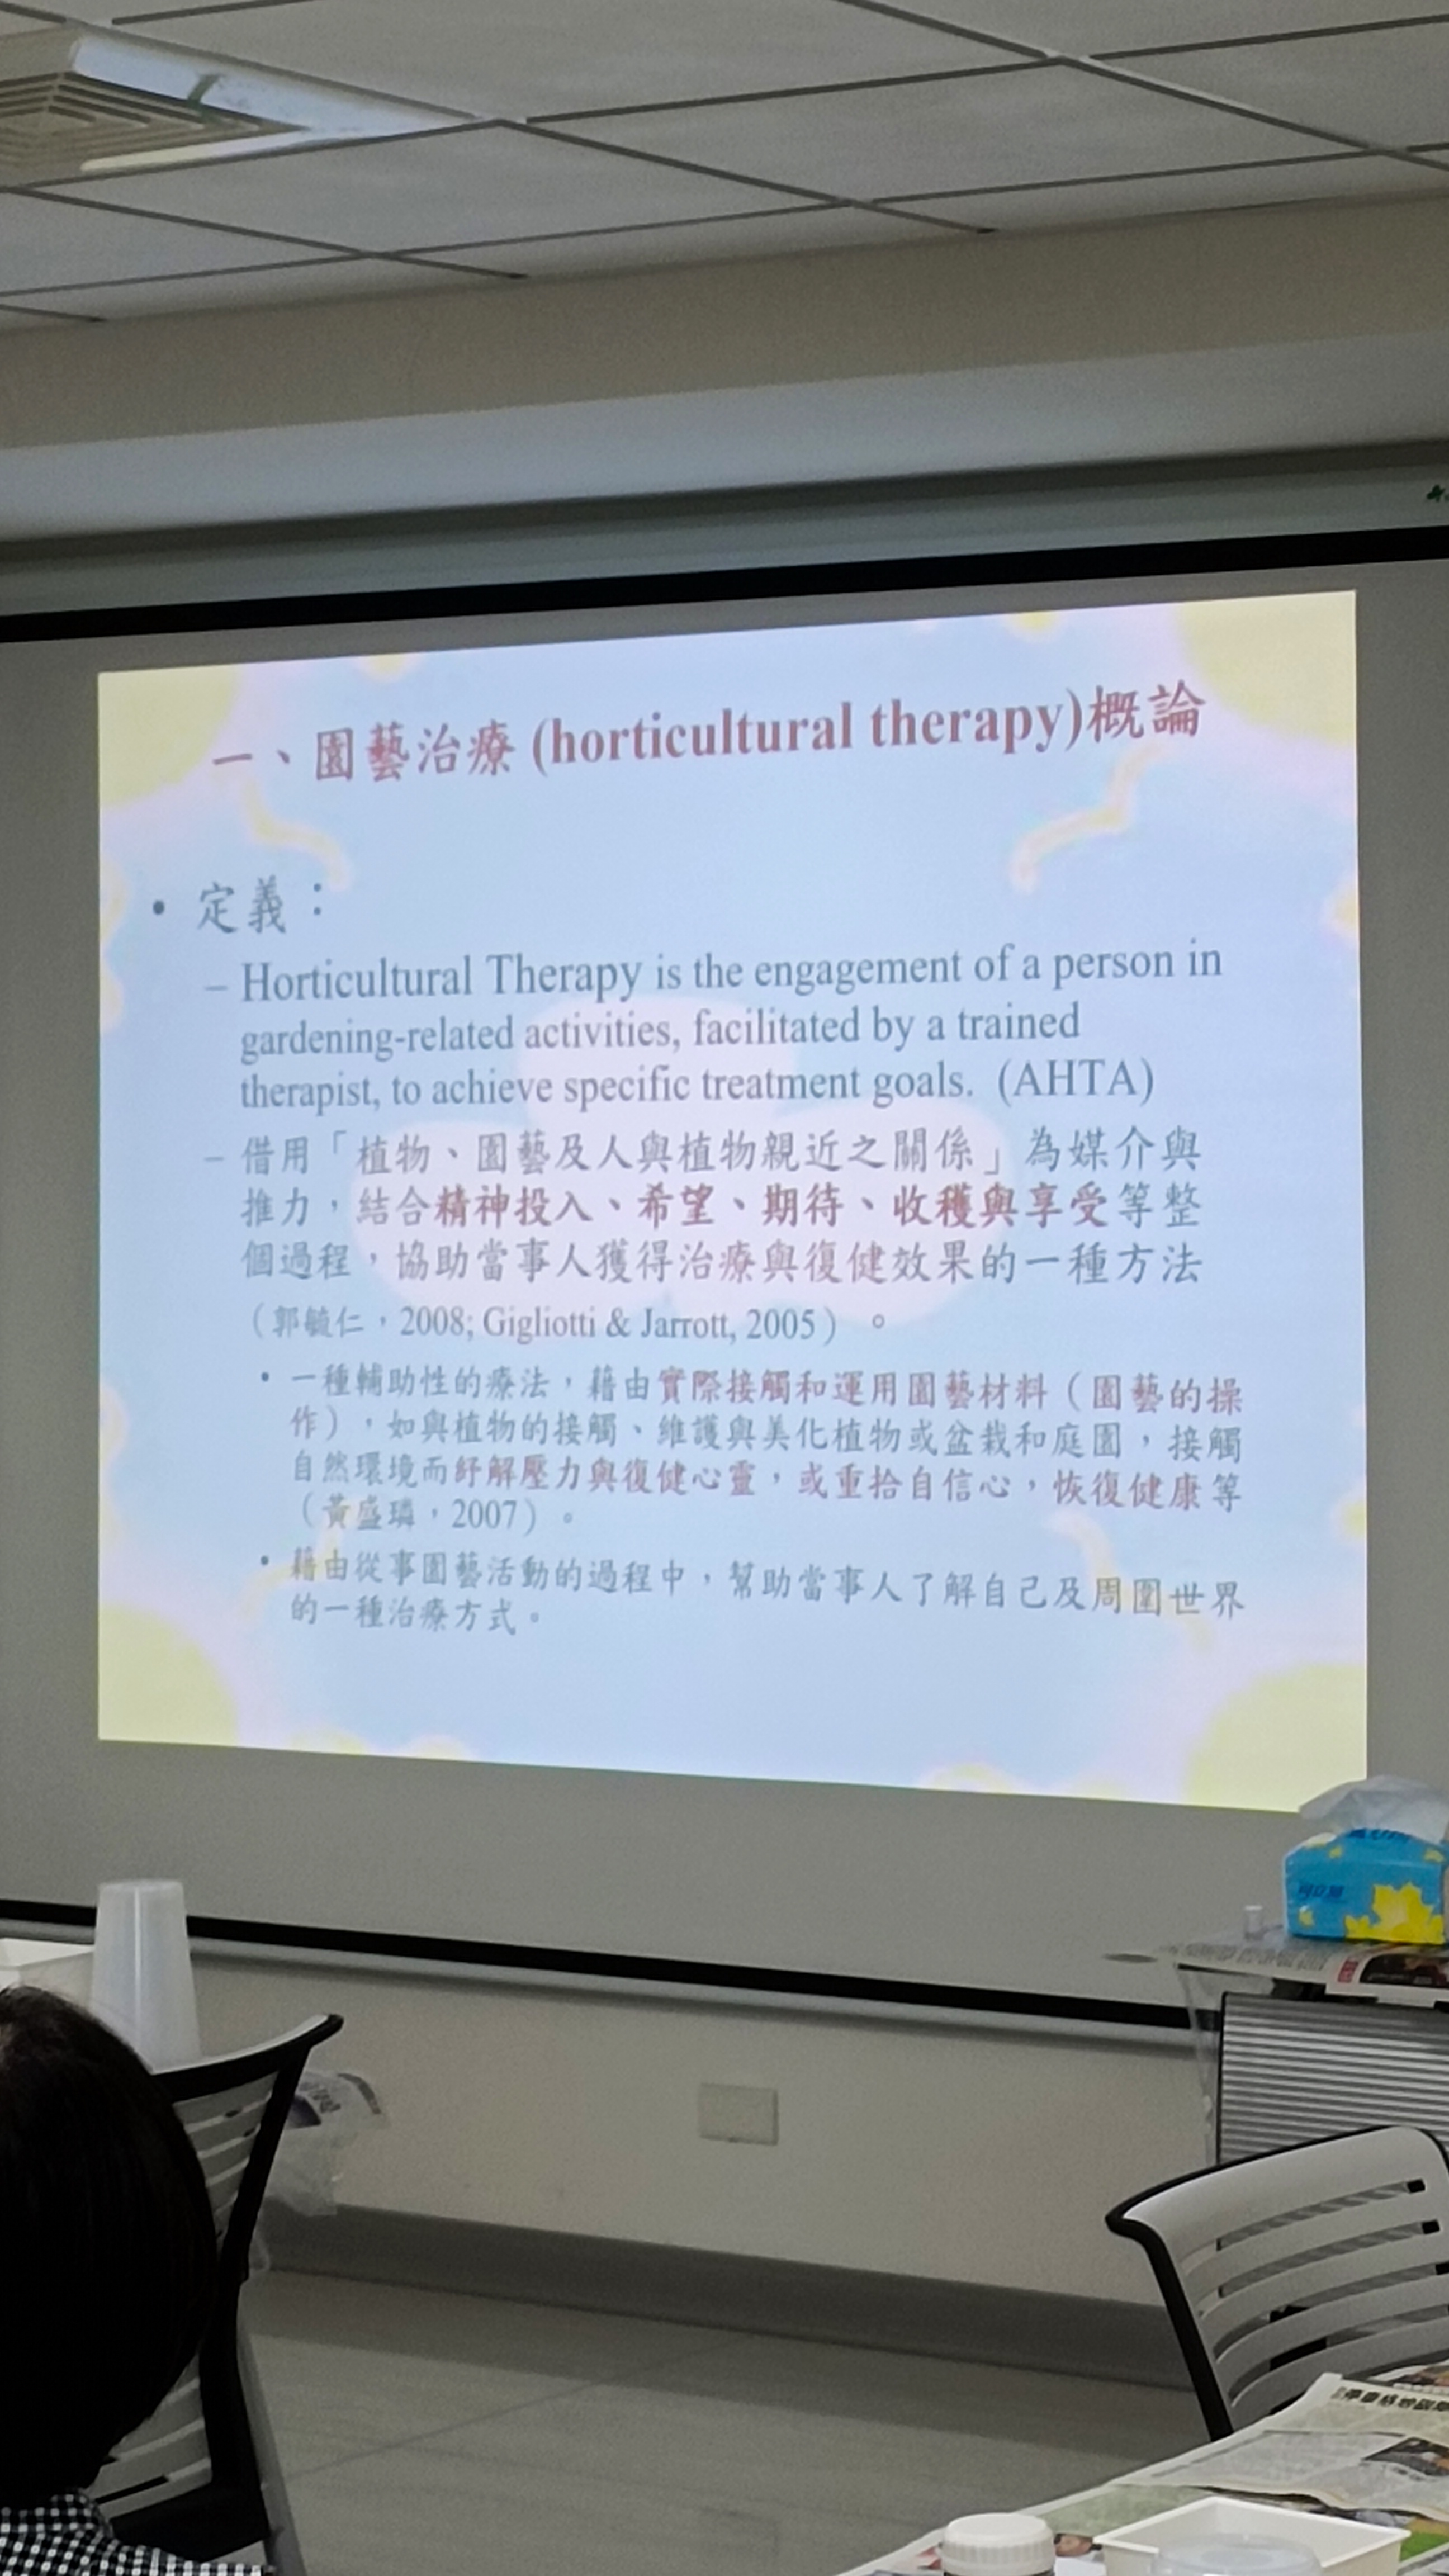 一、園藝治療 (horticultural therapy)概論
• 定義：
– Horticultural Therapy is the engagement of a person in
gardening-related activities, facilitated by a trained
therapist, to achieve specific treatment goals. (AHTA)
– 借用「植物、園藝及人與植物親近之關係」為媒介與
推力，結合精神投入、希望、期待、收穫與享受等整
個過程，協助當事人獲得治療與復健效果的一種方法
（郭毓仁，2008; Gigliotti & Jarrott, 2005）。
• 一種輔助性的療法，藉由實際接觸和運用園藝材料（園藝的操
作），如與植物的接觸、維護與美化植物或盆栽和庭園，接觸
自然環境而紓解壓力與復健心靈，或重拾自信心，恢復健康等
（黃盛璘，2007）。
• 藉由從事園藝活動的過程中，幫助當事人了解自己及周圍世界
的一種治療方式。